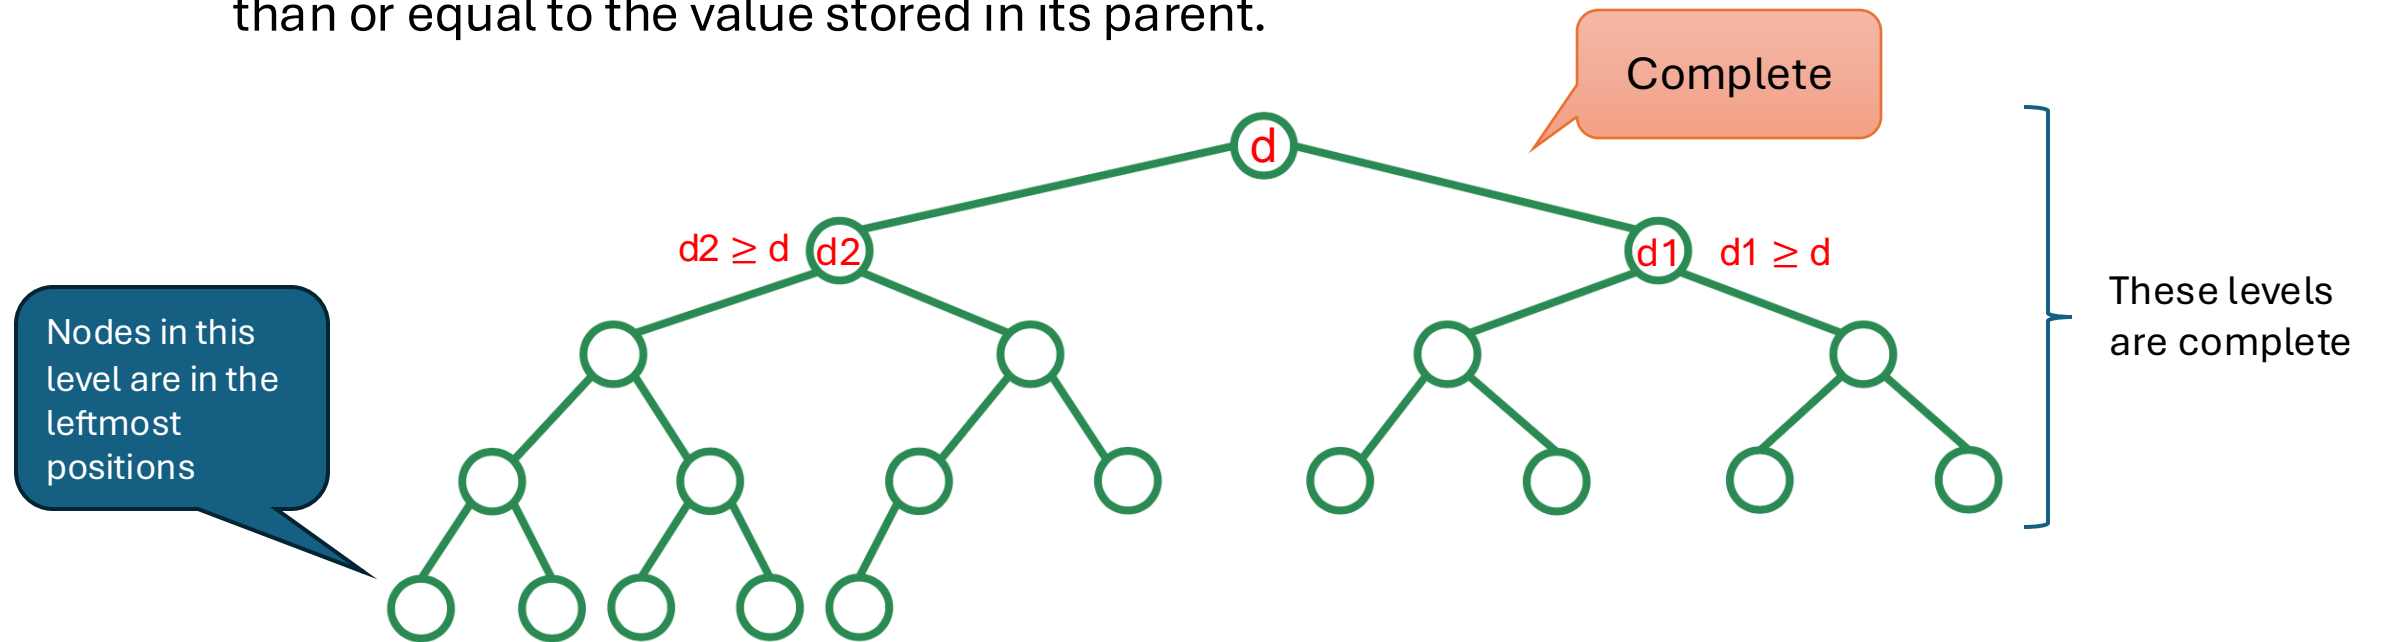 than or equal to the value stored in its parent.
Complete
d
d2 ≥ d
d2
d1
d1 ≥ d
These levels
are complete
Nodes in this
level are in the
leftmost
positions